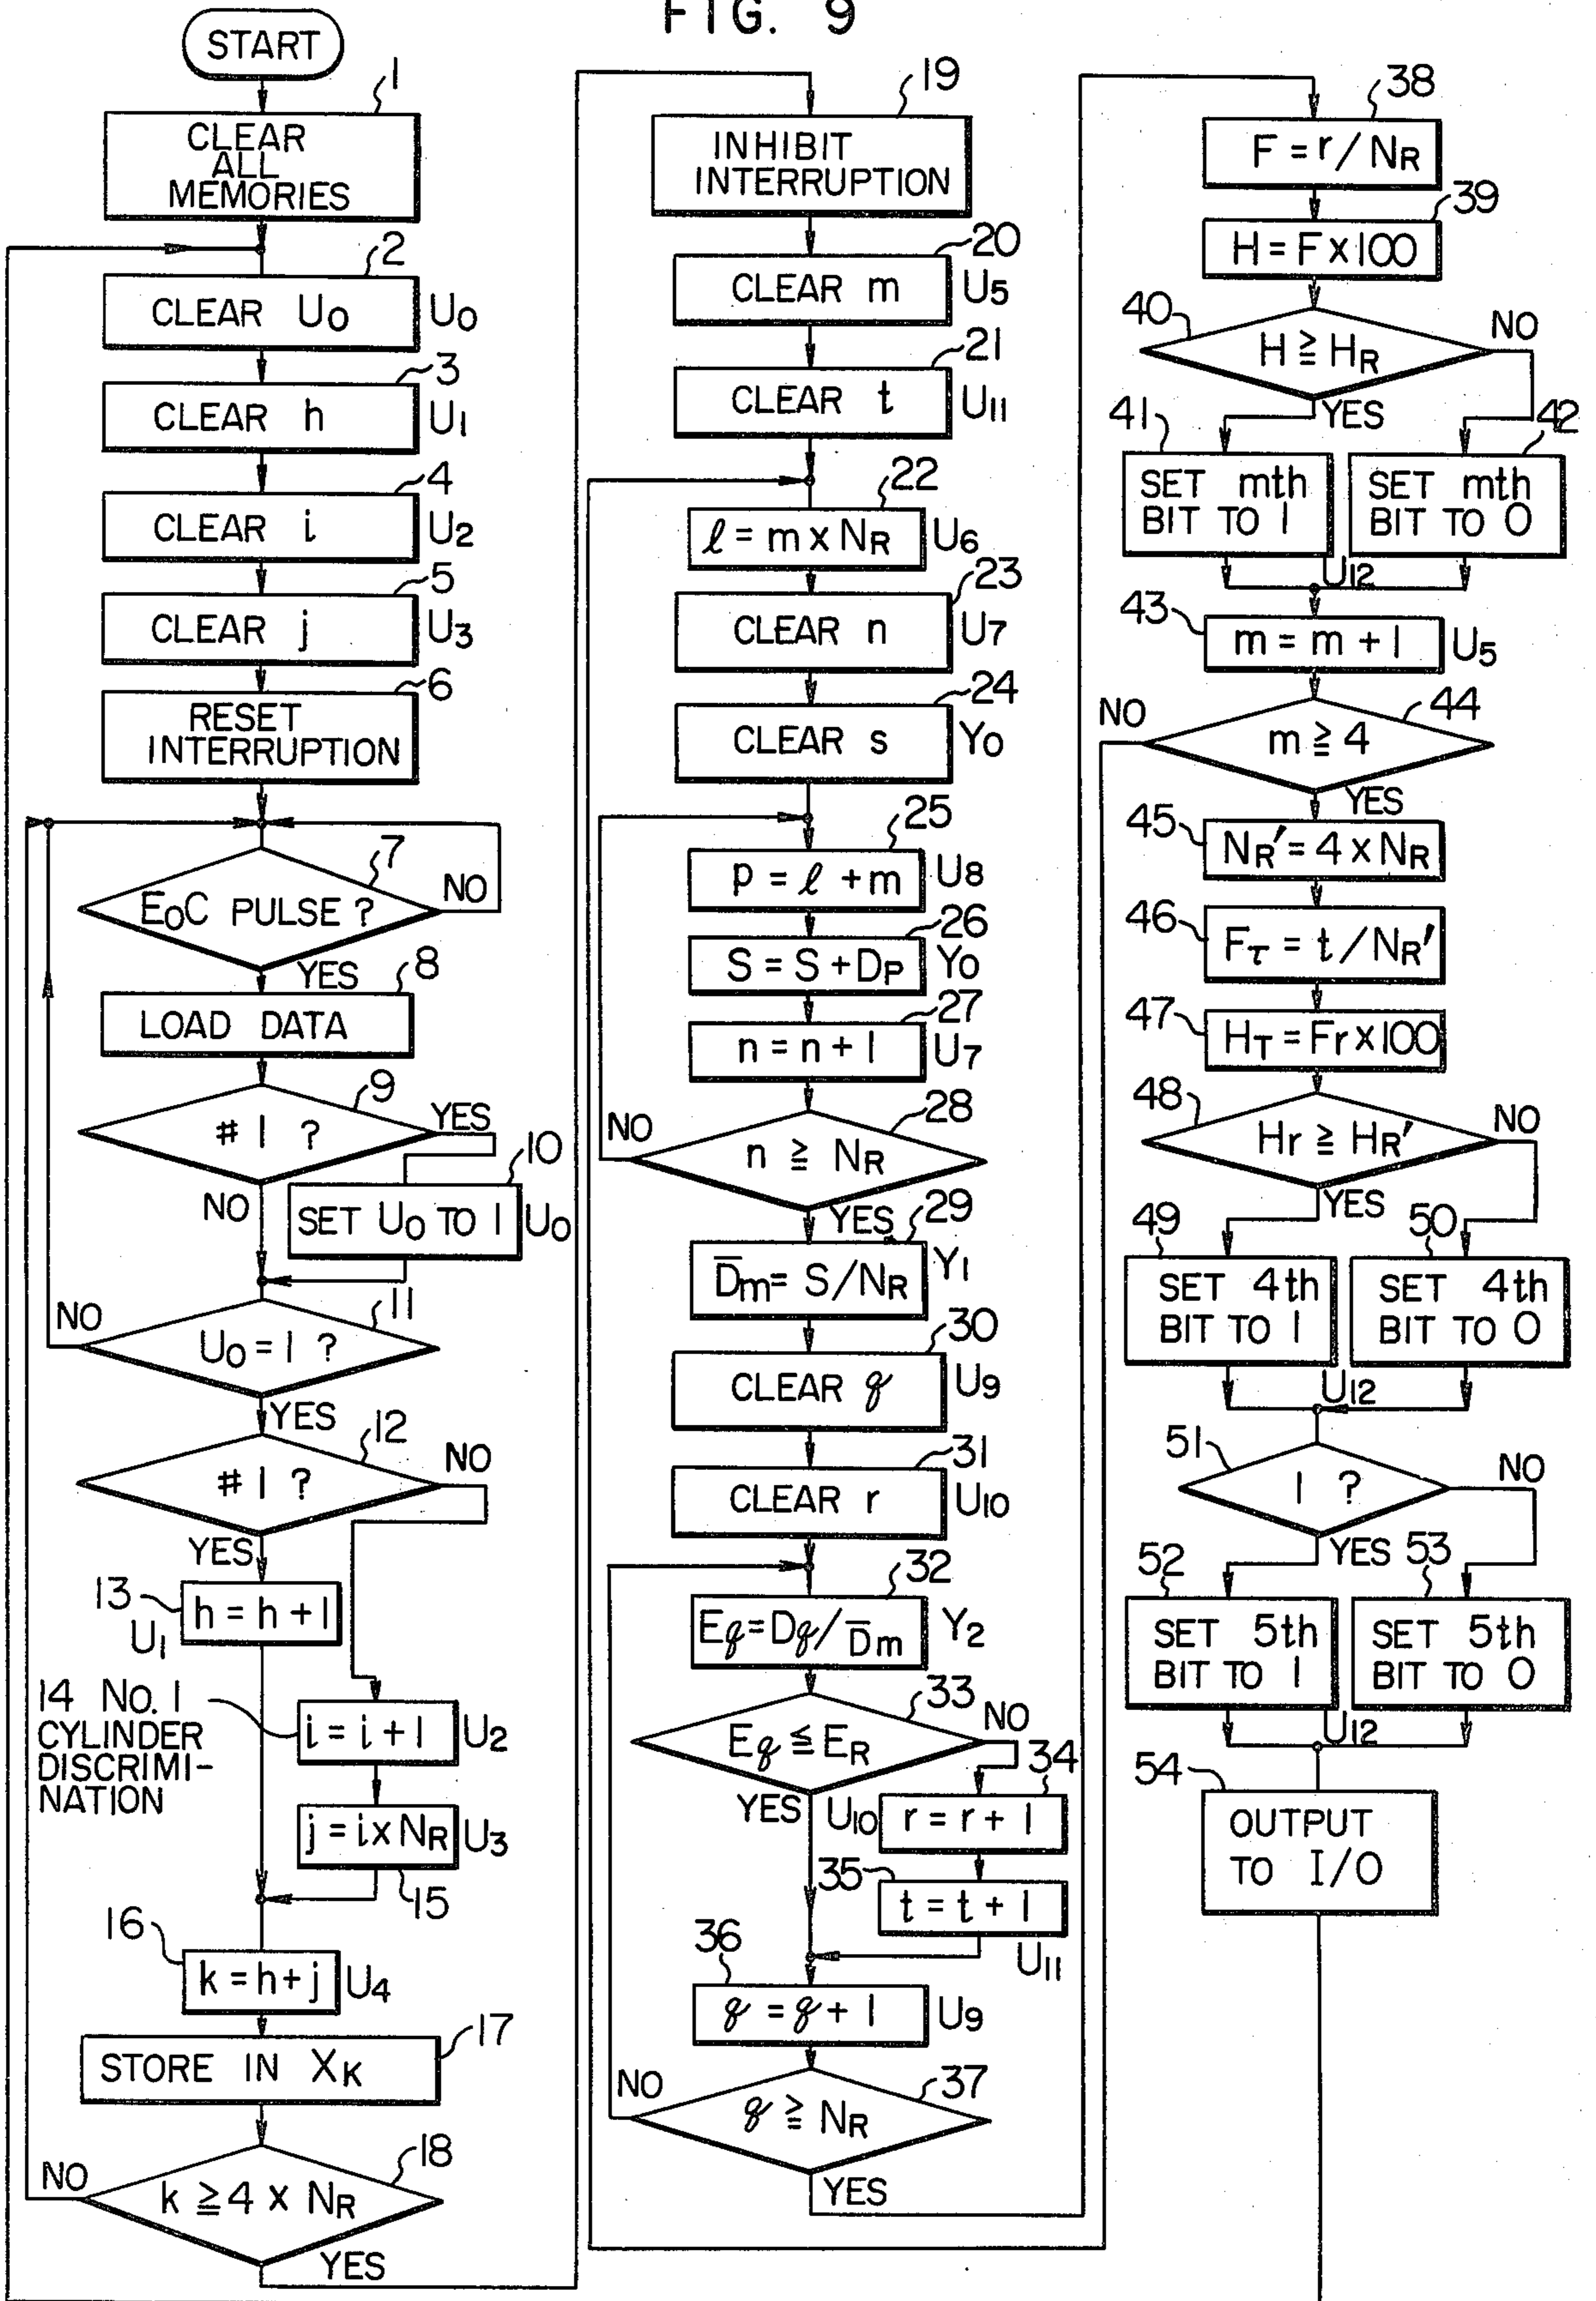 FIG. 9
START
1
CLEAR
ALL
MEMORIES
2
CLEAR U0 U0
3
CLEAR h U1
4
CLEAR i U2
5
CLEAR j U3
6
RESET
INTERRUPTION
7
E0C PULSE ? NO
YES
8
LOAD DATA
9
# 1 ? YES
10
NO
SET U0 TO 1 U0
11
NO
U0 = 1 ?
YES
12
# 1 ? NO
YES
13
U1
h = h + 1
14 NO. 1
CYLINDER
DISCRIMI-
NATION
i = i + 1 U2
j = i x NR U3
15
16
k = h + j U4
17
STORE IN XK
18
NO
k ≧ 4 x NR
YES
19
INHIBIT
INTERRUPTION
20
CLEAR m U5
21
CLEAR t U11
22
ℓ = m x NR U6
23
CLEAR n U7
24
CLEAR s Y0
25
p = ℓ + m U8
26
S = S + DP Y0
27
n = n + 1 U7
28
NO
n ≧ NR
YES
29
D̅m = S / NR Y1
30
CLEAR q U9
31
CLEAR r U10
32
Eq = Dq / D̅m Y2
33
Eq ≦ ER NO
34
YES
U10 r = r + 1
35
t = t + 1
U11
36
q = q + 1 U9
37
NO
q ≧ NR
YES
38
F = r / NR
39
H = F x 100
40
H ≧ HR NO
YES
41
SET mth
BIT TO 1
42
SET mth
BIT TO 0
U12
43
m = m + 1 U5
44
NO
m ≧ 4
YES
45
NR' = 4 x NR
46
Fτ = t / NR'
47
HT = Fr x 100
48
Hr ≧ HR' NO
YES
49
SET 4th
BIT TO 1
50
SET 4th
BIT TO 0
U12
51
1 ? NO
YES
52
SET 5th
BIT TO 1
53
SET 5th
BIT TO 0
U12
54
OUTPUT
TO I/O